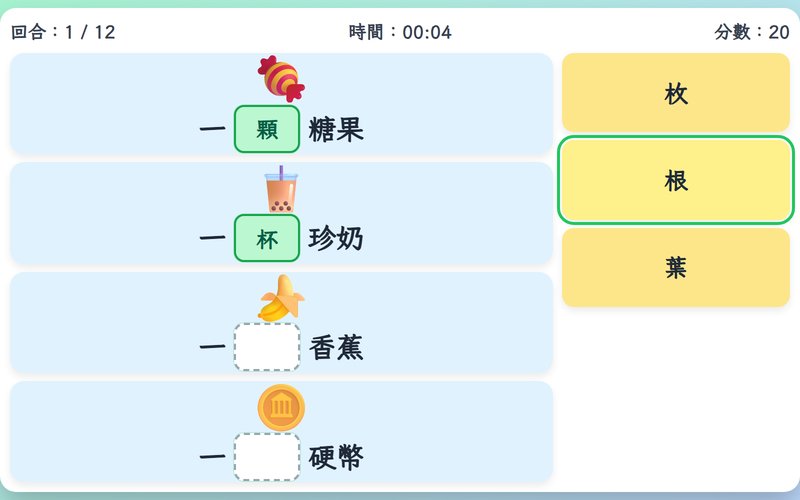 回合：1 / 12
時間：00:04
分數：20
一 顆 糖果
一 杯 珍奶
一 香蕉
一 硬幣
枚
根
葉